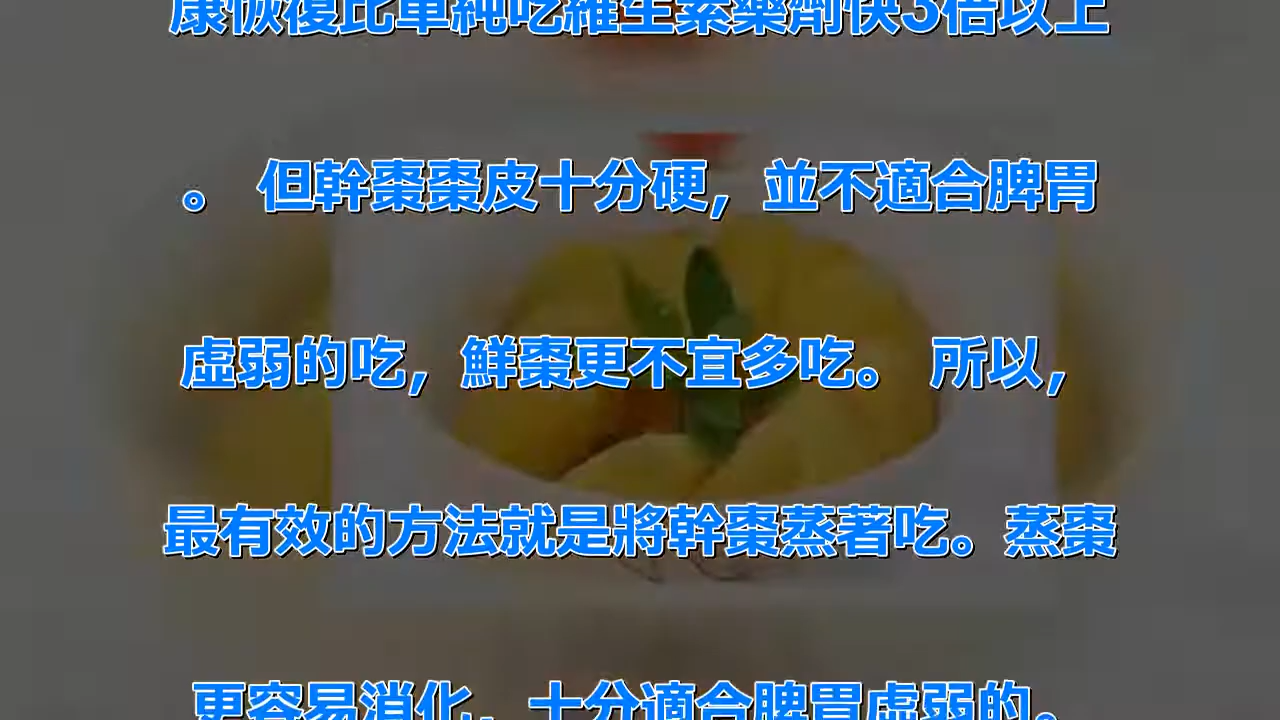 康恢復比單純吃維生素藥劑快3倍以上
。 但幹棗棗皮十分硬，並不適合脾胃
虛弱的吃，鮮棗更不宜多吃。 所以，
最有效的方法就是將幹棗蒸著吃。蒸棗
更容易消化，十分適合脾胃虛弱的。